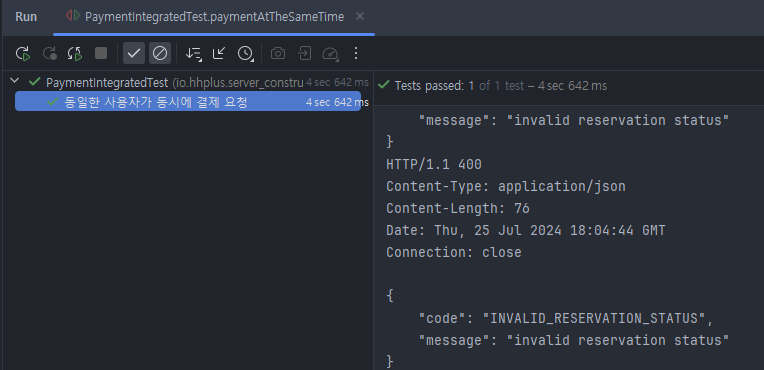 Run
PaymentIntegratedTest.paymentAtTheSameTime
PaymentIntegratedTest (io.hhplus.server_constru 4 sec 642 ms
동일한 사용자가 동시에 결제 요청 4 sec 642 ms
Tests passed: 1 of 1 test – 4 sec 642 ms
"message": "invalid reservation status"
}
HTTP/1.1 400
Content-Type: application/json
Content-Length: 76
Date: Thu, 25 Jul 2024 18:04:44 GMT
Connection: close
{
"code": "INVALID_RESERVATION_STATUS",
"message": "invalid reservation status"
}